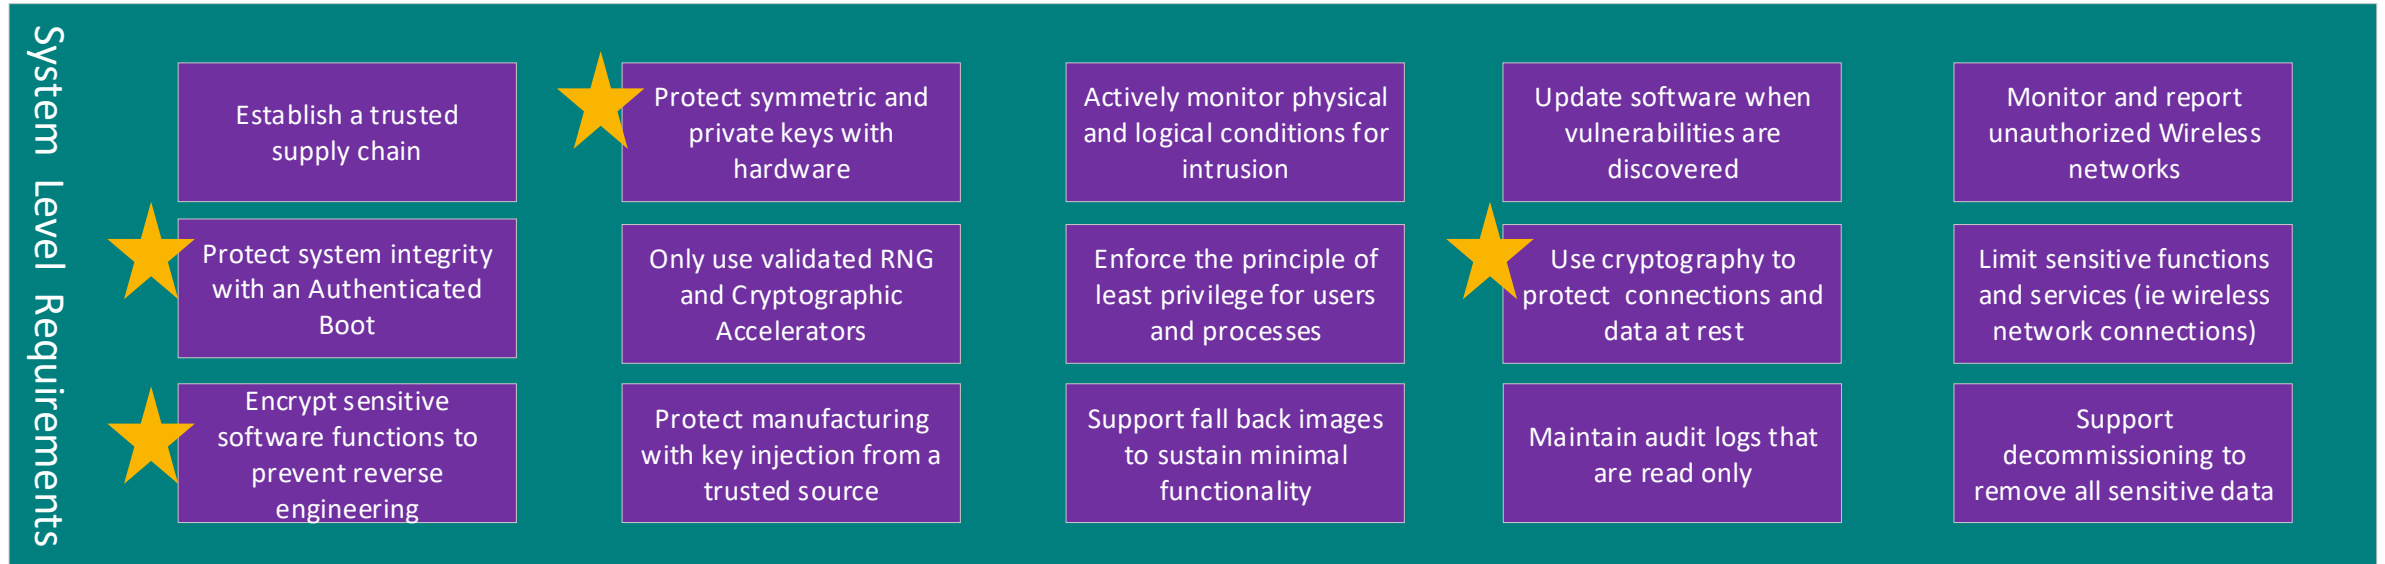 System Level Requirements
Establish a trusted
supply chain
Protect symmetric and
private keys with
hardware
Actively monitor physical
and logical conditions for
intrusion
Update software when
vulnerabilities are
discovered
Monitor and report
unauthorized Wireless
networks
Protect system integrity
with an Authenticated
Boot
Only use validated RNG
and Cryptographic
Accelerators
Enforce the principle of
least privilege for users
and processes
Use cryptography to
protect connections and
data at rest
Limit sensitive functions
and services (ie wireless
network connections)
Encrypt sensitive
software functions to
prevent reverse
engineering
Protect manufacturing
with key injection from a
trusted source
Support fall back images
to sustain minimal
functionality
Maintain audit logs that
are read only
Support
decommissioning to
remove all sensitive data